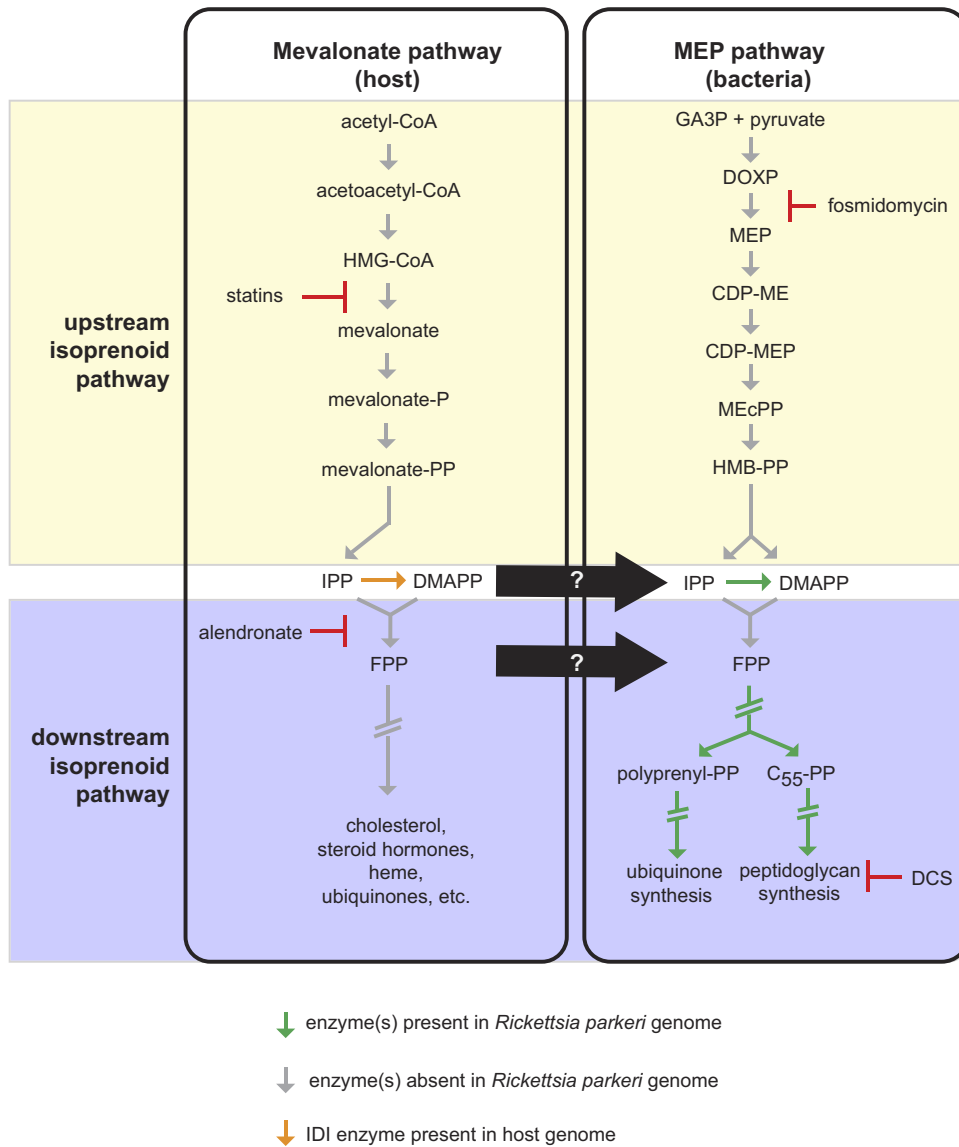 Mevalonate pathway
(host)
MEP pathway
(bacteria)
upstream
isoprenoid
pathway
acetyl-CoA
acetoacetyl-CoA
HMG-CoA
statins
mevalonate
mevalonate-P
mevalonate-PP
GA3P + pyruvate
DOXP
fosmidomycin
MEP
CDP-ME
CDP-MEP
MEcPP
HMB-PP
IPP
DMAPP
?
IPP
DMAPP
downstream
isoprenoid
pathway
alendronate
FPP
?
FPP
cholesterol,
steroid hormones,
heme,
ubiquinones, etc.
polyprenyl-PP
C55-PP
ubiquinone
synthesis
peptidoglycan
synthesis
DCS
enzyme(s) present in Rickettsia parkeri genome
enzyme(s) absent in Rickettsia parkeri genome
IDI enzyme present in host genome